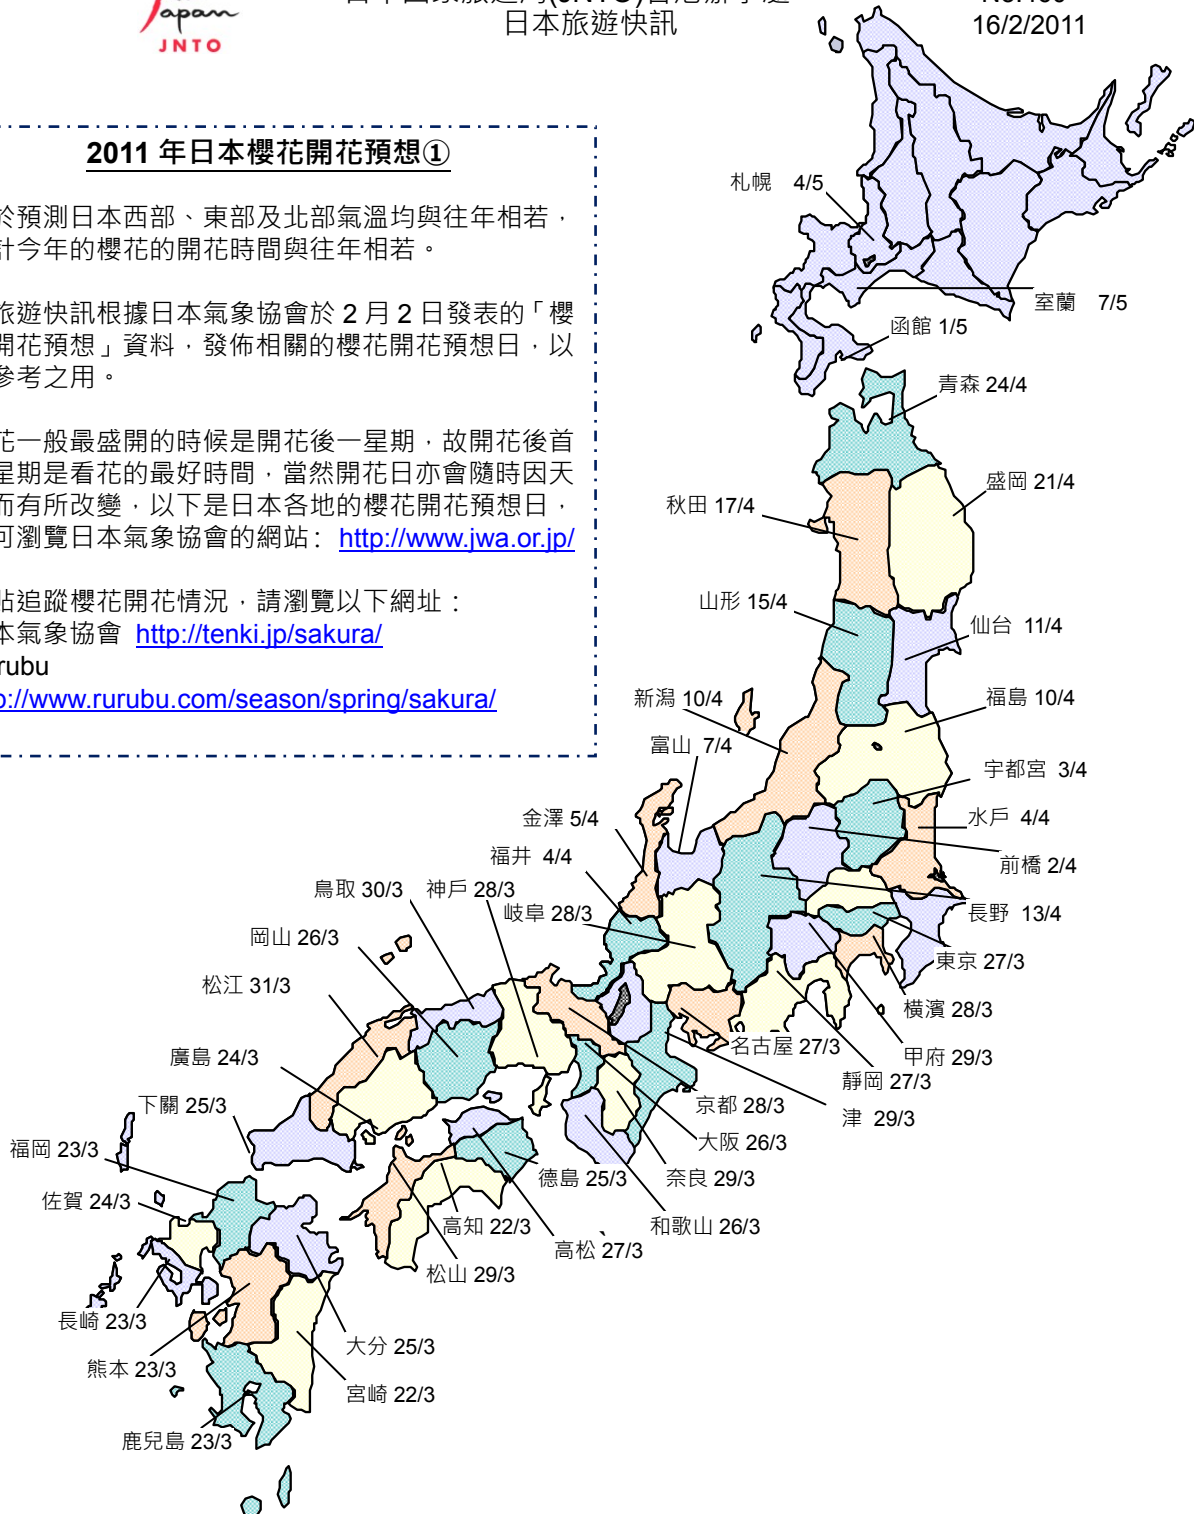 Japan
JNTO
日本旅遊快訊
16/2/2011
2011 年日本櫻花開花預想①
於預測日本西部、東部及北部氣溫均與往年相若，
計今年的櫻花的開花時間與往年相若。
旅遊快訊根據日本氣象協會於 2 月 2 日發表的「櫻
開花預想」資料，發佈相關的櫻花開花預想日，以
參考之用。
花一般最盛開的時候是開花後一星期，故開花後首
星期是看花的最好時間，當然開花日亦會隨時因天
而有所改變，以下是日本各地的櫻花開花預想日，
可瀏覽日本氣象協會的網站： http://www.jwa.or.jp/
站追蹤櫻花開花情況，請瀏覽以下網址：
本氣象協會 http://tenki.jp/sakura/
rubu
p://www.rurubu.com/season/spring/sakura/
札幌 4/5
室蘭 7/5
函館 1/5
青森 24/4
盛岡 21/4
秋田 17/4
山形 15/4
仙台 11/4
新潟 10/4
福島 10/4
富山 7/4
宇都宮 3/4
金澤 5/4
水戶 4/4
福井 4/4
前橋 2/4
鳥取 30/3
神戶 28/3
岐阜 28/3
長野 13/4
岡山 26/3
東京 27/3
松江 31/3
横濱 28/3
廣島 24/3
名古屋 27/3
甲府 29/3
靜岡 27/3
下關 25/3
京都 28/3
津 29/3
福岡 23/3
大阪 26/3
德島 25/3
奈良 29/3
佐賀 24/3
高知 22/3
和歌山 26/3
高松 27/3
松山 29/3
長崎 23/3
大分 25/3
熊本 23/3
宮崎 22/3
鹿兒島 23/3